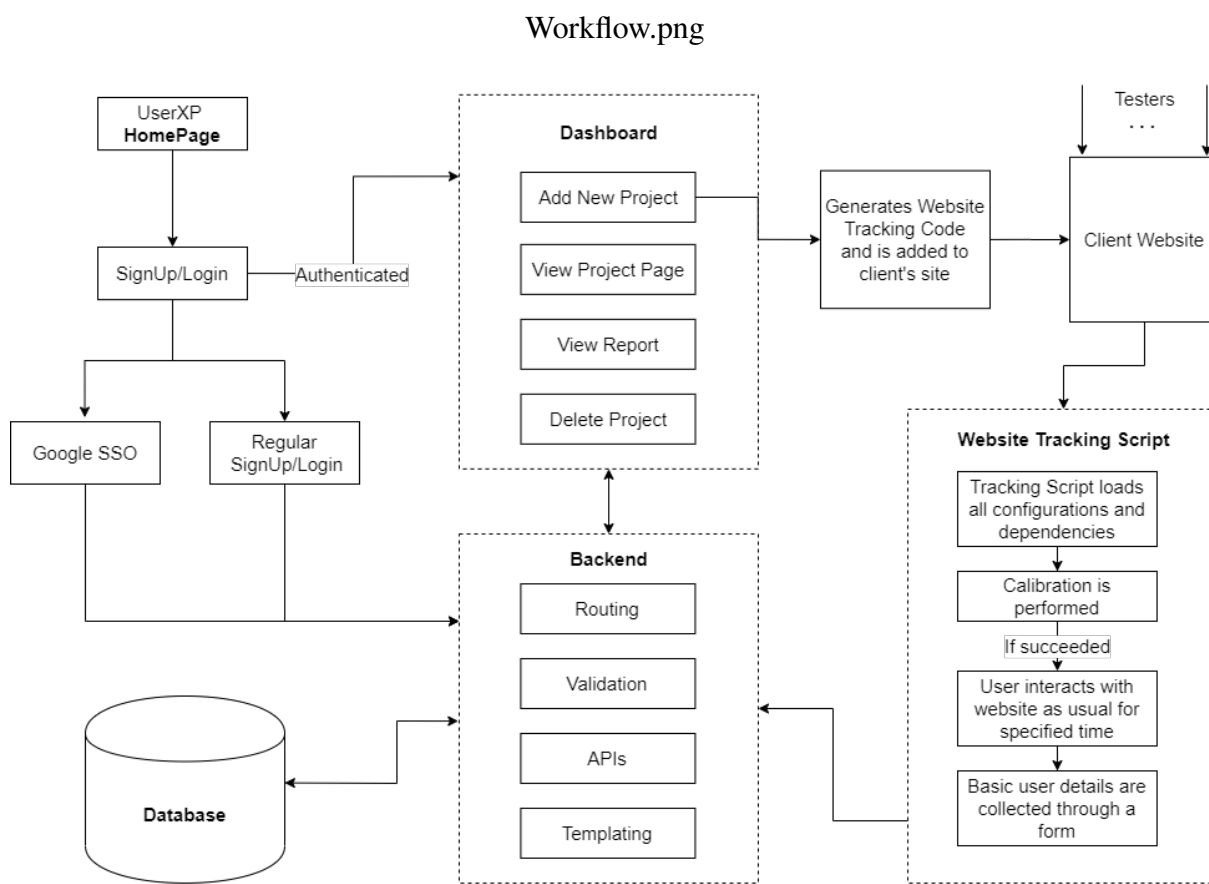 Workflow.png
UserXP
HomePage
SignUp/Login
Authenticated
Google SSO
Regular
SignUp/Login
Dashboard
Add New Project
View Project Page
View Report
Delete Project
Generates Website
Tracking Code
and is added to
client's site
Testers
. . .
Client Website
Website Tracking Script
Tracking Script loads
all configurations and
dependencies
Calibration is
performed
If succeeded
User interacts with
website as usual for
specified time
Basic user details are
collected through a
form
Backend
Routing
Validation
APIs
Templating
Database